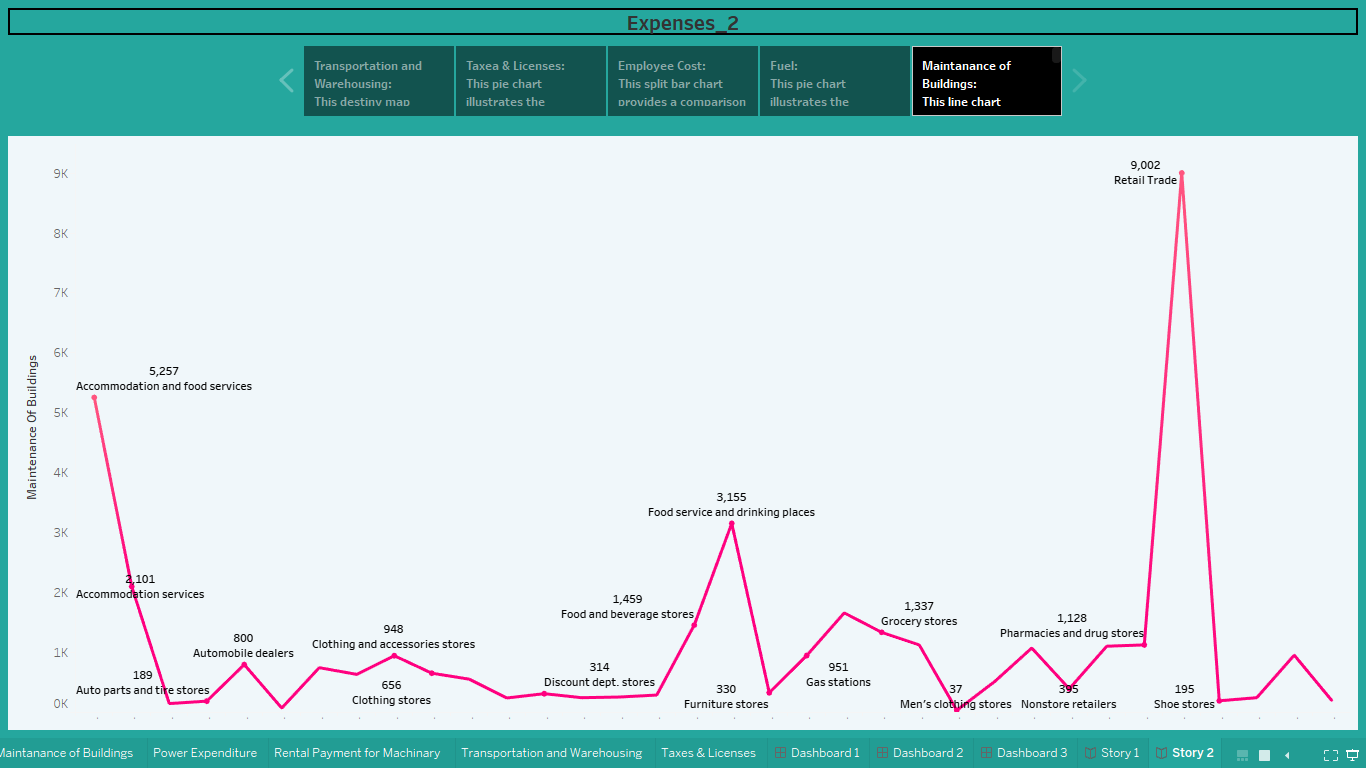 Expenses_2
Transportation and
Warehousing:
This destiny map
Taxea & Licenses:
This pie chart
illustrates the
Employee Cost:
This split bar chart
provides a comparison
Fuel:
This pie chart
illustrates the
Maintanance of
Buildings:
This line chart
9,002
Retail Trade
9K
8K
7K
6K
5K
4K
3K
2K
1K
0K
Maintenance Of Buildings
5,257
Accommodation and food services
2,101
Accommodation services
189
Auto parts and tire stores
800
Automobile dealers
948
Clothing and accessories stores
656
Clothing stores
314
Discount dept. stores
1,459
Food and beverage stores
3,155
Food service and drinking places
330
Furniture stores
951
Gas stations
1,337
Grocery stores
37
Men's clothing stores
395
Nonstore retailers
1,128
Pharmacies and drug stores
195
Shoe stores
Maintanance of Buildings Power Expenditure Rental Payment for Machinary Transportation and Warehousing Taxes & Licenses Dashboard 1 Dashboard 2 Dashboard 3 Story 1 Story 2